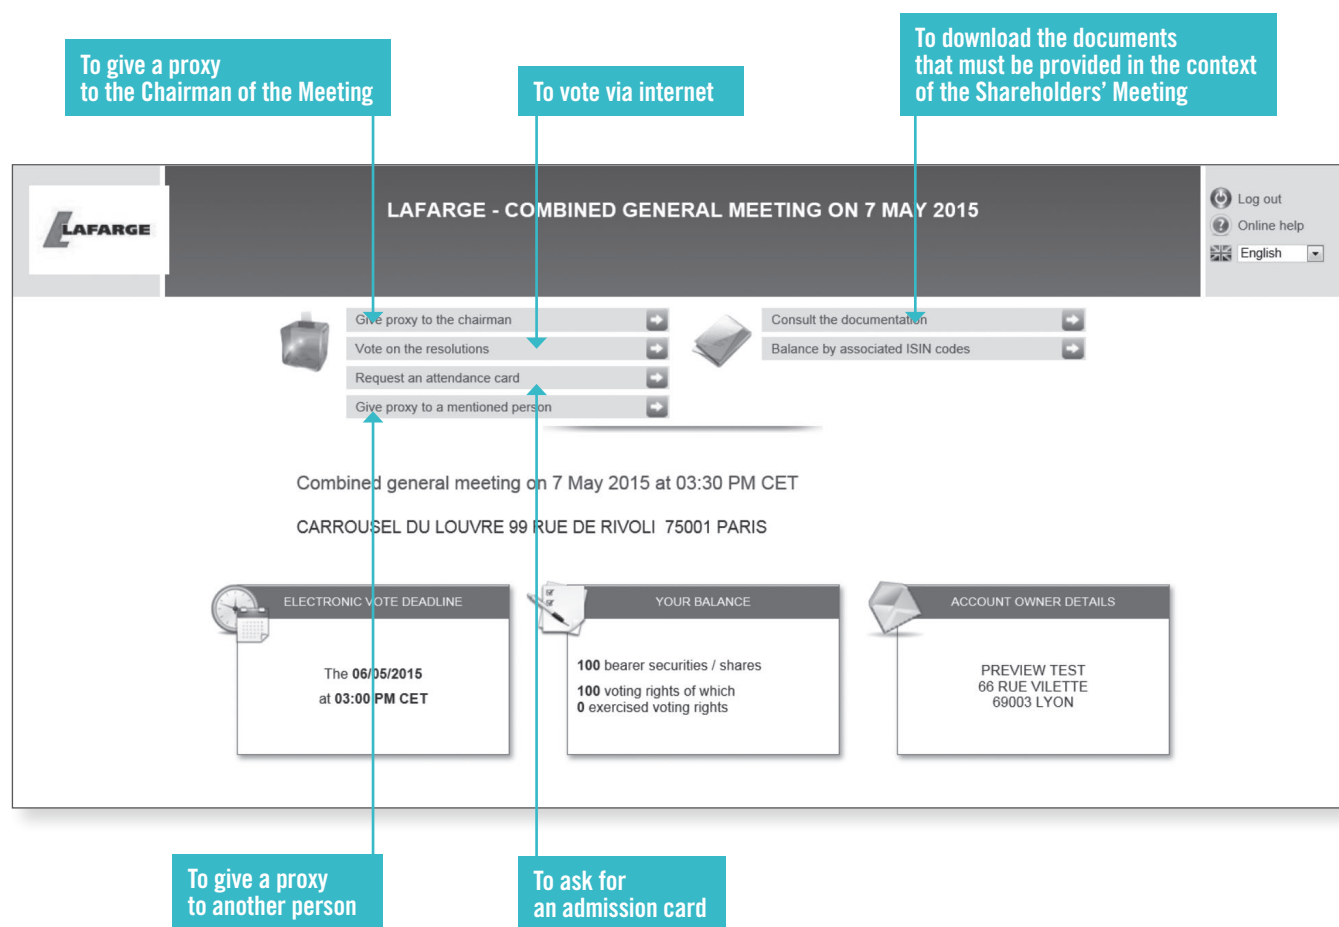 To give a proxy
to the Chairman of the Meeting
To vote via internet
To download the documents
that must be provided in the context
of the Shareholders’ Meeting
LAFARGE
LAFARGE - COMBINED GENERAL MEETING ON 7 MAY 2015
Log out
Online help
English
Give proxy to the chairman
Vote on the resolutions
Request an attendance card
Give proxy to a mentioned person
Consult the documentation
Balance by associated ISIN codes
Combined general meeting on 7 May 2015 at 03:30 PM CET
CARROUSEL DU LOUVRE 99 RUE DE RIVOLI 75001 PARIS
ELECTRONIC VOTE DEADLINE
The 06/05/2015
at 03:00 PM CET
YOUR BALANCE
100 bearer securities / shares
100 voting rights of which
0 exercised voting rights
ACCOUNT OWNER DETAILS
PREVIEW TEST
66 RUE VILETTE
69003 LYON
To give a proxy
to another person
To ask for
an admission card